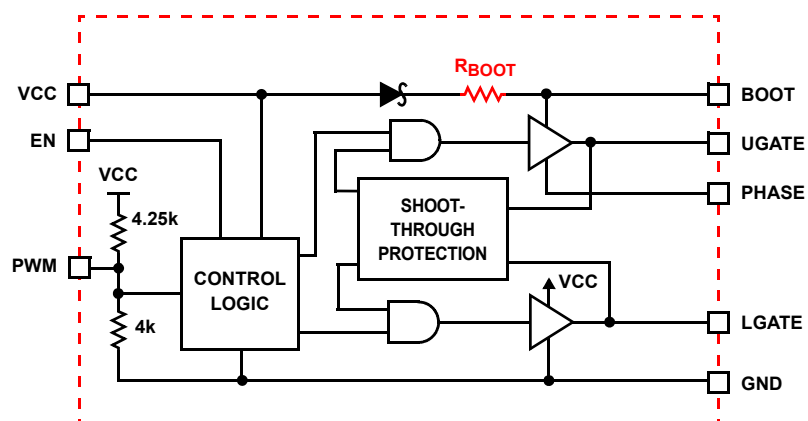 RBOOT
VCC
BOOT
EN
UGATE
VCC
PHASE
4.25k
SHOOT-
THROUGH
PROTECTION
PWM
CONTROL
LOGIC
VCC
4k
LGATE
GND